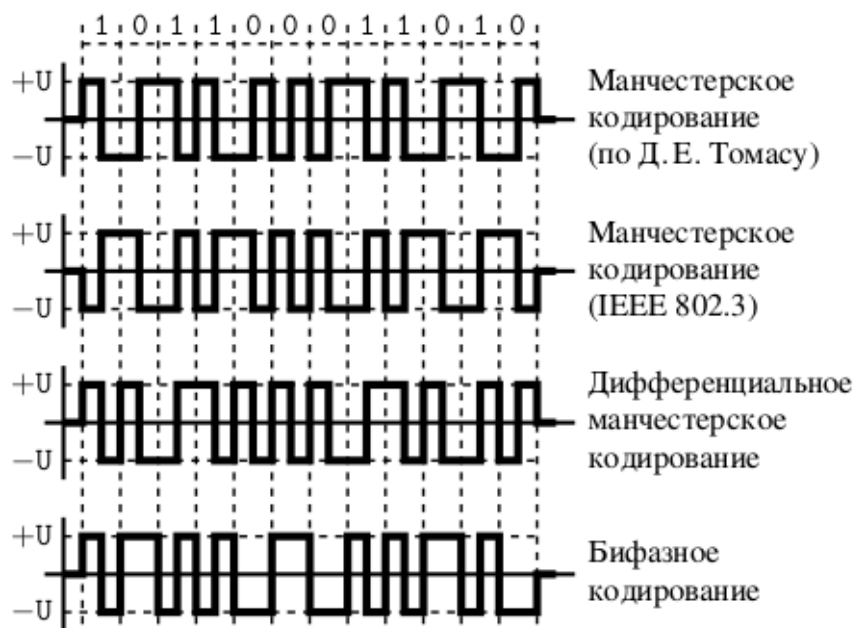 1 0 1 1 0 0 0 1 1 0 1 0
+U
−U
Манчестерское
кодирование
(по Д. Е. Томасу)
+U
−U
Манчестерское
кодирование
(IEEE 802.3)
+U
−U
Дифференциальное
манчестерское
кодирование
+U
−U
Бифазное
кодирование